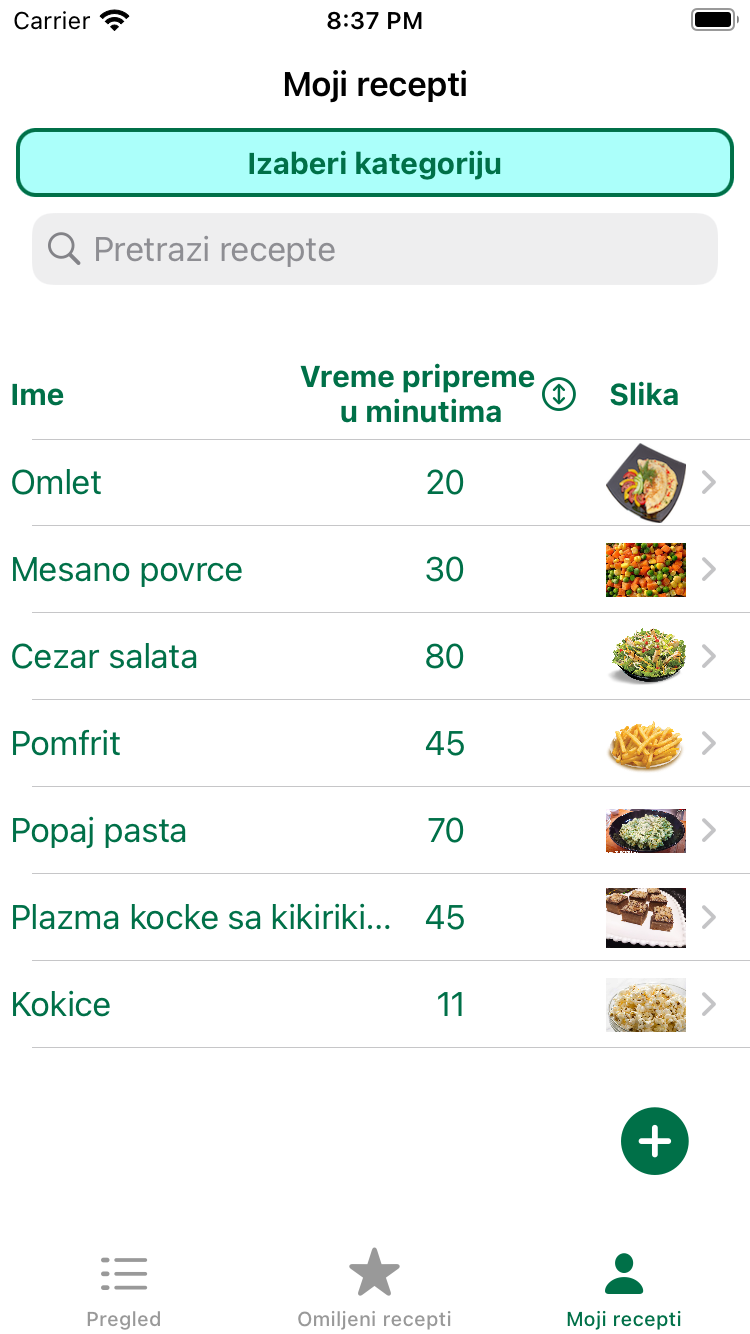 Carrier 8:37 PM
Moji recepti
Izaberi kategoriju
Pretrazi recepte
Ime Vreme pripreme u minutima Slika
Omlet 20
Mesano povrce 30
Cezar salata 80
Pomfrit 45
Popaj pasta 70
Plazma kocke sa kikiriki... 45
Kokice 11
Pregled Omiljeni recepti Moji recepti